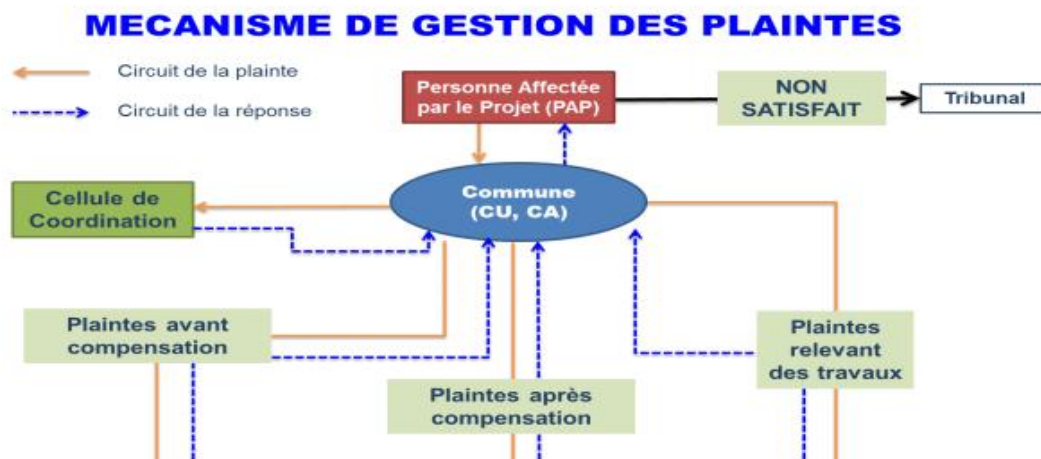 MECANISME DE GESTION DES PLAINTES
Circuit de la plainte
Circuit de la réponse
Personne Affectée
par le Projet (PAP)
NON
SATISFAIT
Tribunal
Cellule de
Coordination
Commune
(CU, CA)
Plaintes avant
compensation
Plaintes après
compensation
Plaintes
relevant
des travaux